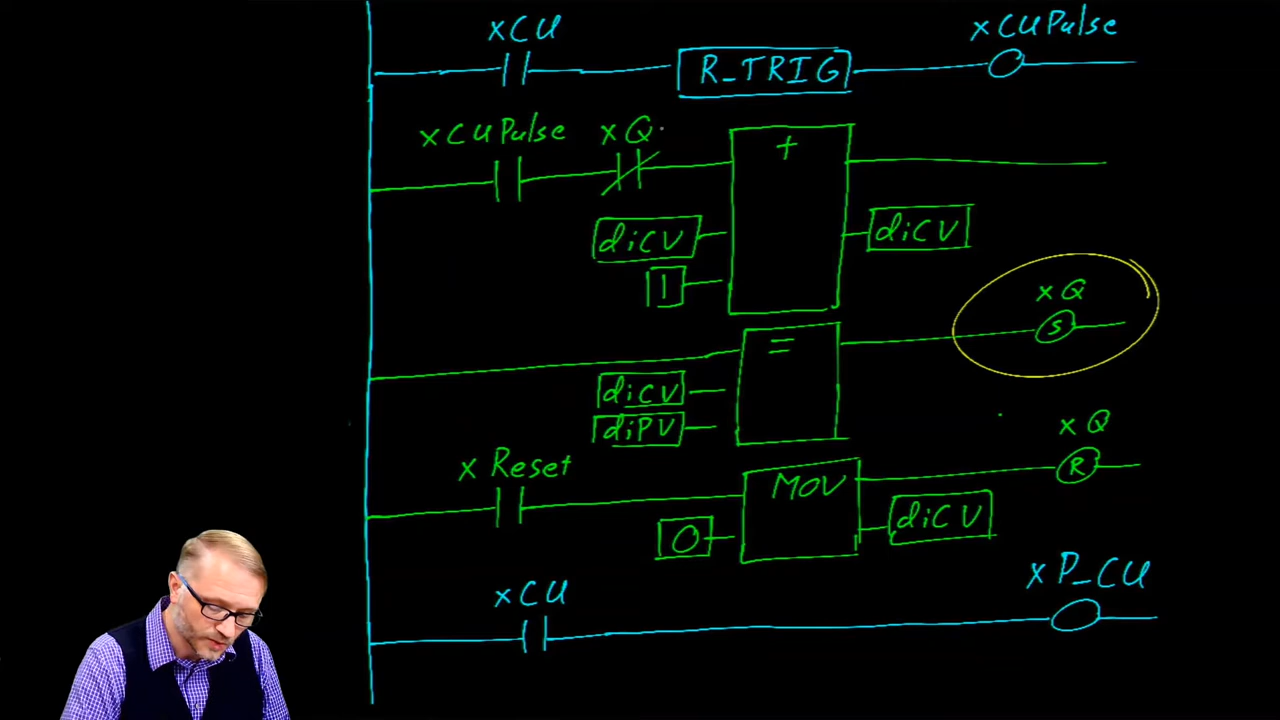 xCU
R_TRIG
xCUPulse
xCUPulse
xQ
+
diCV
1
diCV
=
diCV
diPV
xQ
S
xReset
MOV
0
diCV
xQ
R
xCU
xP_CU